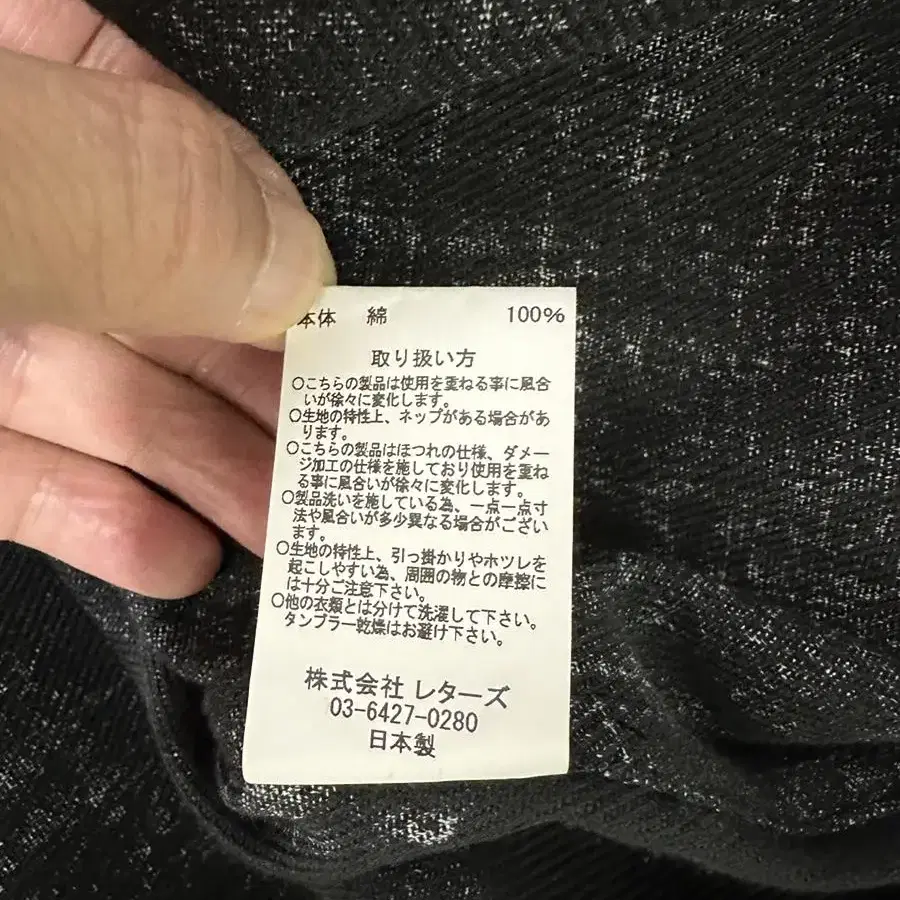 本体 綿 100%
取り扱い方
○こちらの製品は使用を重ねる事に風合
いが徐々に変化します。
○生地の特性上、ネップがある場合があ
ります。
○こちらの製品はほつれの仕様、ダメー
ジ加工の仕様を施しており使用を重ね
る事に風合いが徐々に変化します。
○製品洗いを施している為、一点一点寸
法や風合いが多少異なる場合がござい
ます。
○生地の特性上、引っ掛かりやホツレを
起こしやすい為、周囲の物との摩擦に
は十分ご注意下さい。
○他の衣類とは分けて洗濯して下さい。
タンブラー乾燥はお避け下さい。
株式会社 レターズ
03-6427-0280
日本製